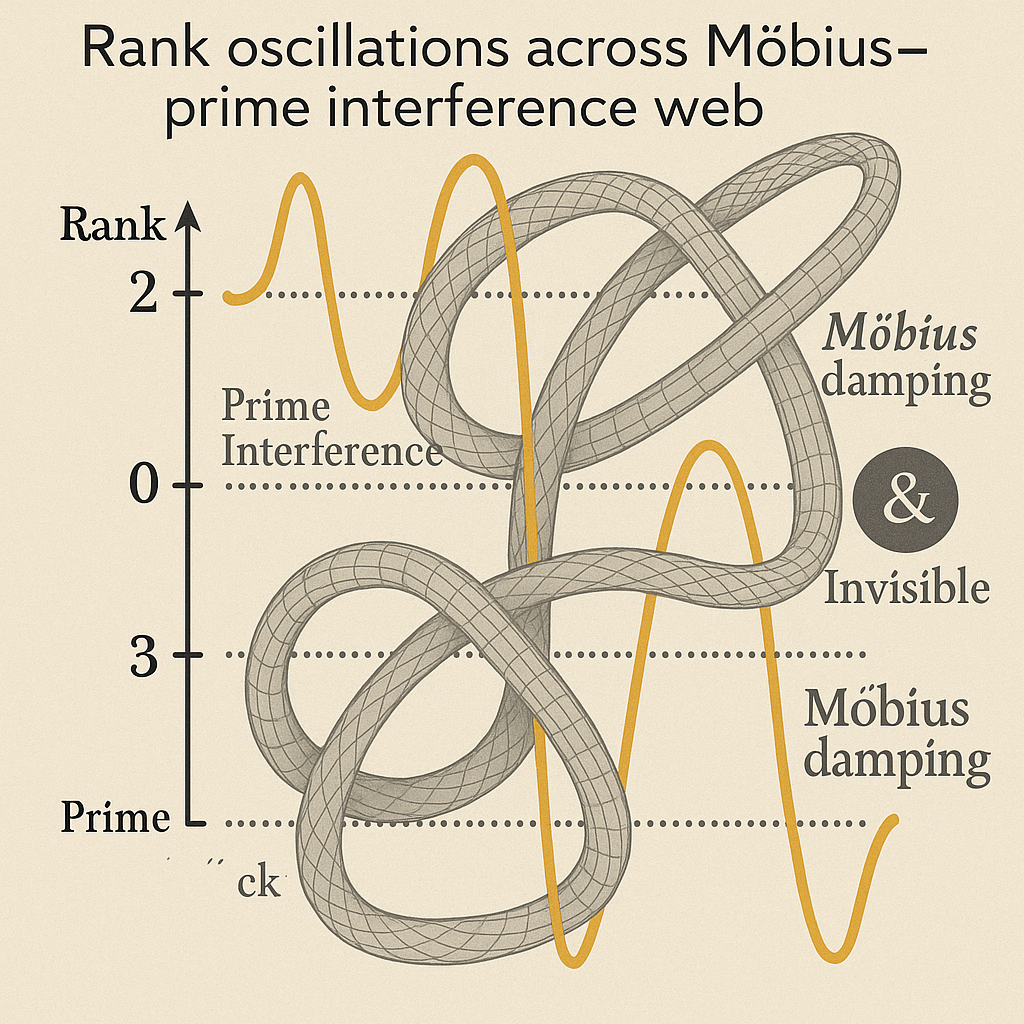 Rank oscillations across Möbius–
prime interference web
Rank
2
Prime
Interference
Möbius
damping
0
&
Invisible
3
Möbius
damping
Prime
ck